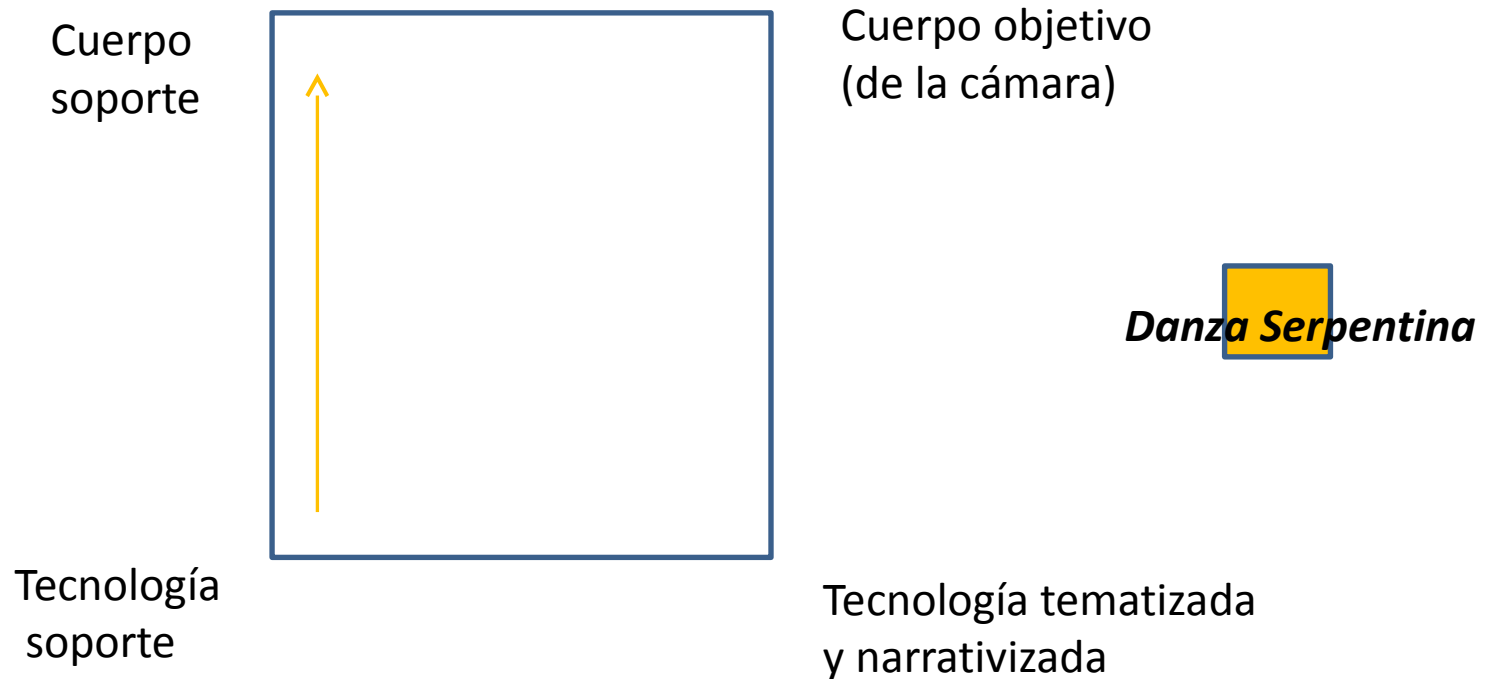 Cuerpo
soporte
Cuerpo objetivo
(de la cámara)
Danza Serpentina
Tecnología
soporte
Tecnología tematizada
y narrativizada